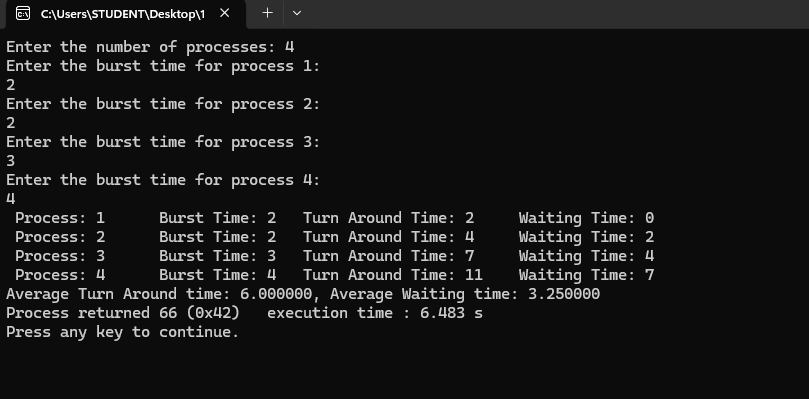 C:\Users\STUDENT\Desktop\1
Enter the number of processes: 4
Enter the burst time for process 1:
2
Enter the burst time for process 2:
2
Enter the burst time for process 3:
3
Enter the burst time for process 4:
4
Process: 1 Burst Time: 2 Turn Around Time: 2 Waiting Time: 0
Process: 2 Burst Time: 2 Turn Around Time: 4 Waiting Time: 2
Process: 3 Burst Time: 3 Turn Around Time: 7 Waiting Time: 4
Process: 4 Burst Time: 4 Turn Around Time: 11 Waiting Time: 7
Average Turn Around time: 6.000000, Average Waiting time: 3.250000
Process returned 66 (0x42) execution time : 6.483 s
Press any key to continue.